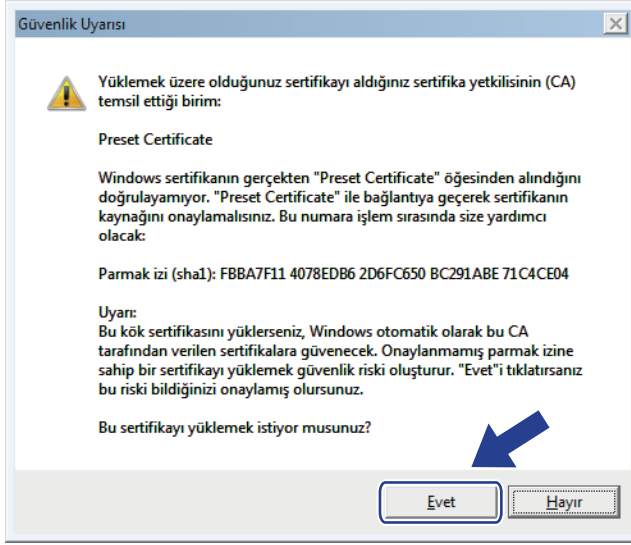 Güvenlik Uyarısı
Yüklemek üzere olduğunuz sertifikayı aldığınız sertifika yetkilisinin (CA)
temsil ettiği birim:
Preset Certificate
Windows sertifikanın gerçekten "Preset Certificate" öğesinden alındığını
doğrulayamıyor. "Preset Certificate" ile bağlantıya geçerek sertifikanın
kaynağını onaylamalısınız. Bu numara işlem sırasında size yardımcı
olacak:
Parmak izi (sha1): FBBA7F11 4078EDB6 2D6FC650 BC291ABE 71C4CE04
Uyarı:
Bu kök sertifikasını yüklerseniz, Windows otomatik olarak bu CA
tarafından verilen sertifikalara güvenecek. Onaylanmamış parmak izine
sahip bir sertifikayı yüklemek güvenlik riski oluşturur. "Evet"i tıklatırsanız
bu riski bildiğinizi onaylamış olursunuz.
Bu sertifikayı yüklemek istiyor musunuz?
Evet Hayır